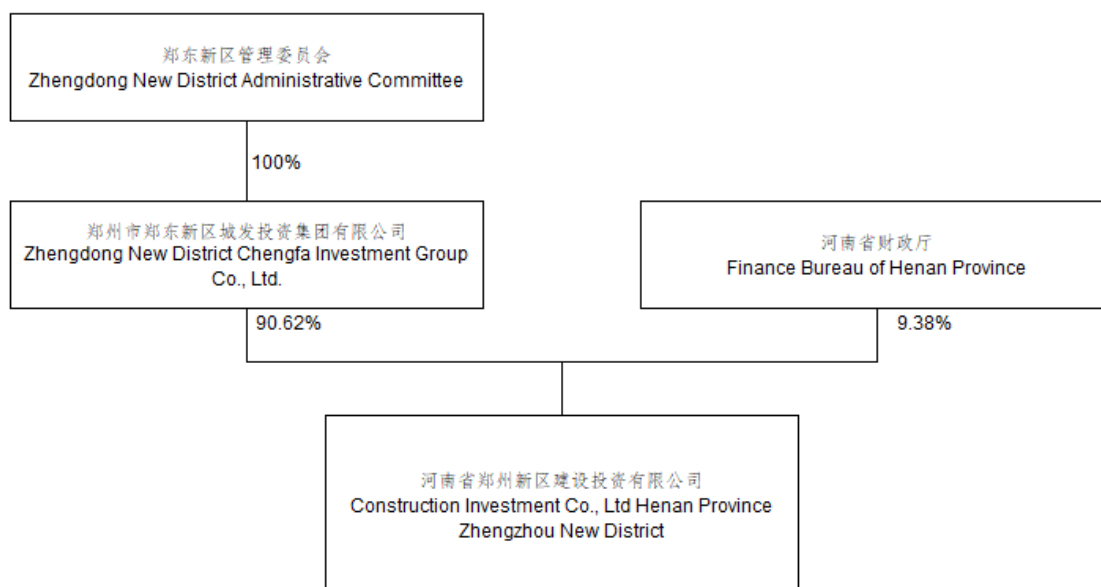 郑东新区管理委员会
Zhengdong New District Administrative Committee
100%
郑州市郑东新区城发投资集团有限公司
Zhengdong New District Chengfa Investment Group
Co., Ltd.
河南省财政厅
Finance Bureau of Henan Province
90.62%
9.38%
河南省郑州新区建设投资有限公司
Construction Investment Co., Ltd Henan Province
Zhengzhou New District